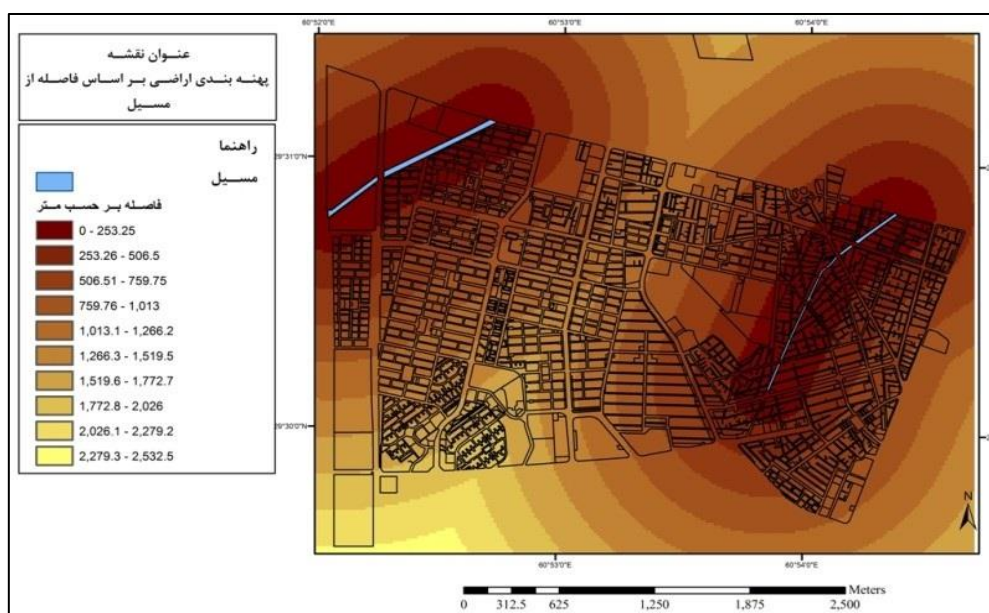 عنوان نقشه
پهنه بندی اراضی بر اساس فاصله از
مسیل
راهنما
مسیل
فاصله بر حسب متر
0 - 253.25
253.26 - 506.5
506.51 - 759.75
759.76 - 1,013
1,013.1 - 1,266.2
1,266.3 - 1,519.5
1,519.6 - 1,772.7
1,772.8 - 2,026
2,026.1 - 2,279.2
2,279.3 - 2,532.5
60°52'0"E 60°53'0"E 60°54'0"E
29°31'0"N
29°30'0"N
N
60°53'0"E 60°54'0"E
Meters
0 312.5 625 1,250 1,875 2,500